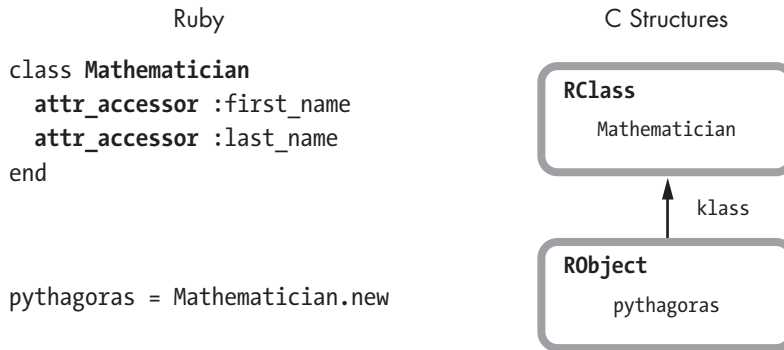 Ruby
C Structures
class Mathematician
  attr_accessor :first_name
  attr_accessor :last_name
end
pythagoras = Mathematician.new
RClass
Mathematician
klass
RObject
pythagoras